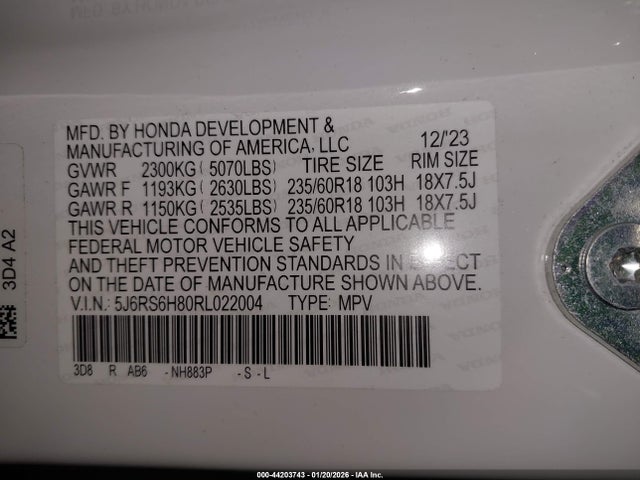 MFD. BY HONDA DEVELOPMENT &
MANUFACTURING OF AMERICA, LLC 12/'23
GVWR 2300KG ( 5070LBS) TIRE SIZE RIM SIZE
GAWR F 1193KG ( 2630LBS) 235/60R18 103H 18X7.5J
GAWR R 1150KG ( 2535LBS) 235/60R18 103H 18X7.5J
THIS VEHICLE CONFORMS TO ALL APPLICABLE
FEDERAL MOTOR VEHICLE SAFETY
AND THEFT PREVENTION STANDARDS IN EFFECT
ON THE DATE OF MANUFACTURE SHOWN ABOVE.
V.I.N.: 5J6RS6H80RL022004 TYPE: MPV
3D8 R AB6 -NH883P -S-L
3D4 A2
000-44203743 - 01/20/2026 - IAA Inc.